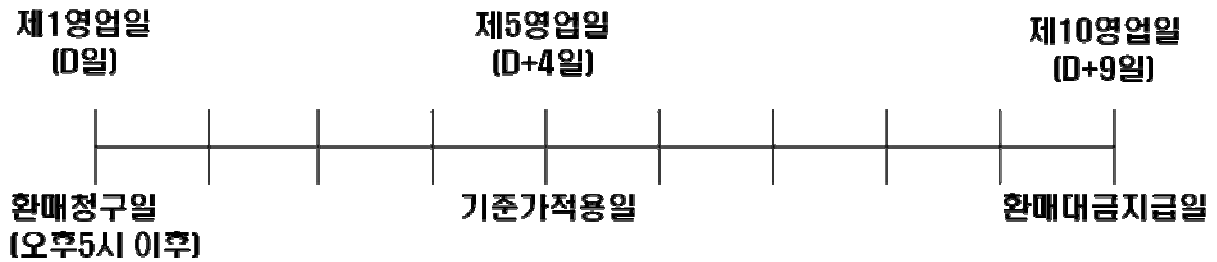 제1영업일
(D일)
제5영업일
(D+4일)
제10영업일
(D+9일)
환매청구일
(오후5시 이후)
기준가적용일
환매대금지급일